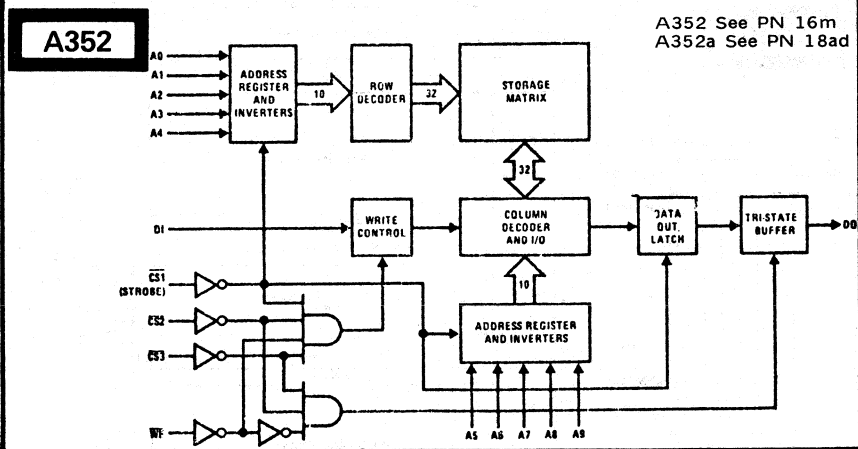 A352
A352 See PN 16m
A352a See PN 18ad
A0
A1
A2
A3
A4
ADDRESS
REGISTER
AND
INVERTERS
10
ROW
DECODER
32
STORAGE
MATRIX
32
DI
WRITE
CONTROL
COLUMN
DECODER
AND I/O
DATA
OUT
LATCH
TRI-STATE
BUFFER
DO
10
CS1
(STROBE)
CS2
CS3
ADDRESS REGISTER
AND INVERTERS
WE
A5 A6 A7 A8 A9